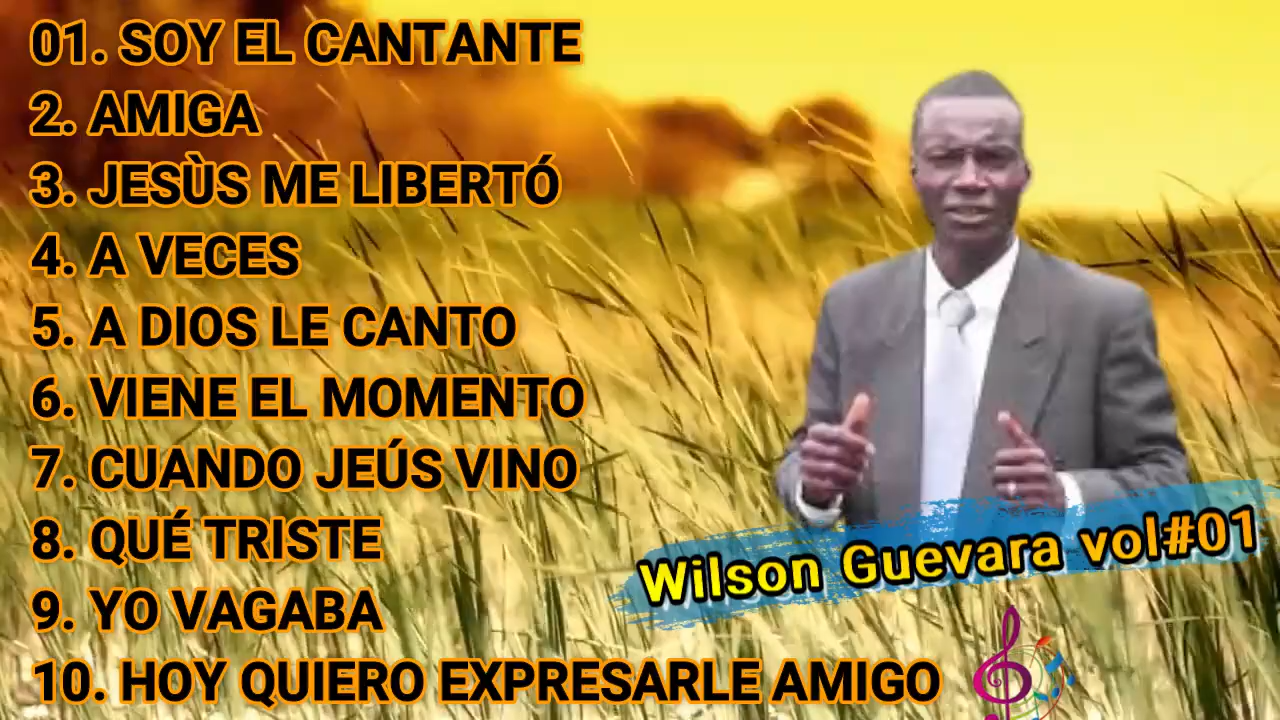 01. SOY EL CANTANTE
2. AMIGA
3. JESÙS ME LIBERTÓ
4. A VECES
5. A DIOS LE CANTO
6. VIENE EL MOMENTO
7. CUANDO JEÚS VINO
8. QUÉ TRISTE
9. YO VAGABA
10. HOY QUIERO EXPRESARLE AMIGO
Wilson Guevara vol#01